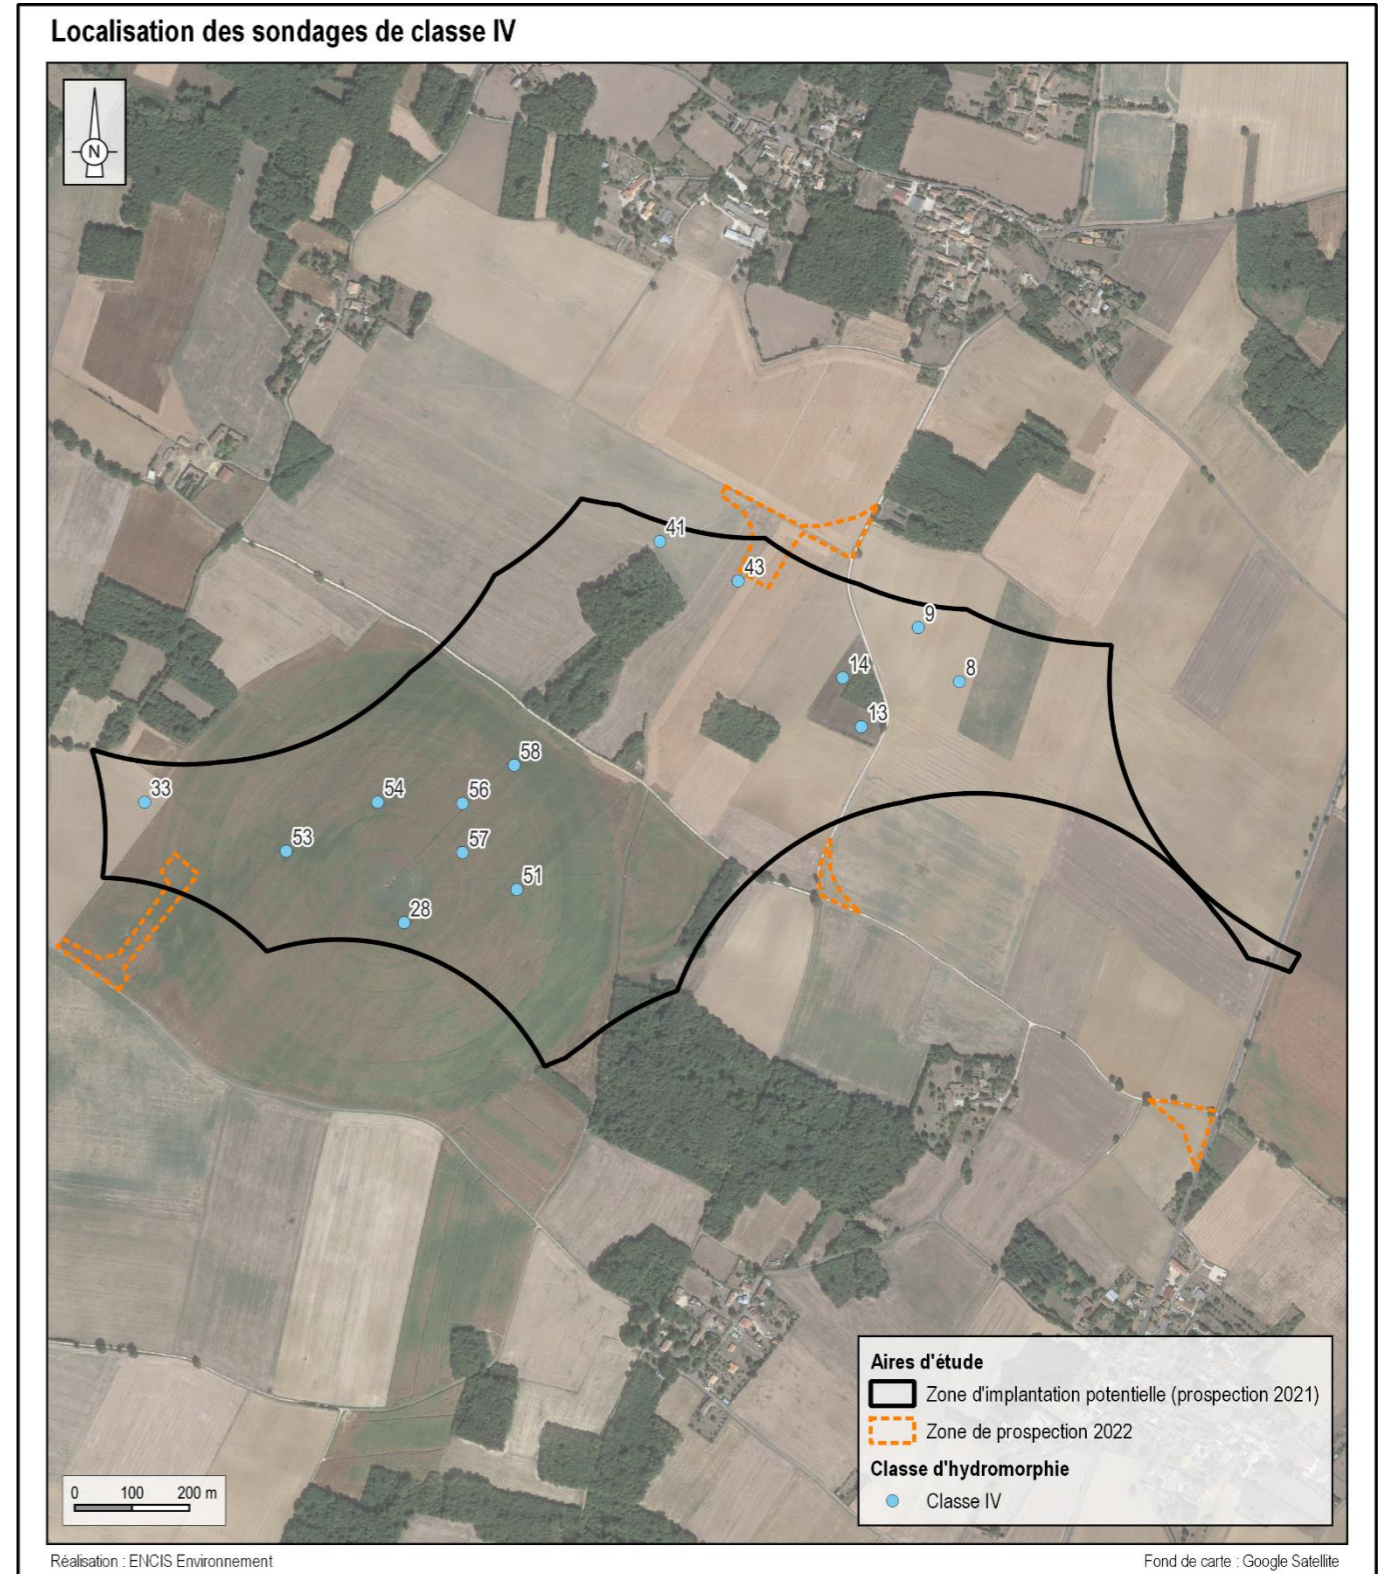 Localisation des sondages de classe IV
N
41
43
9
14
8
13
58
33
54
56
53
57
51
28
Aires d'étude
Zone d'implantation potentielle (prospection 2021)
Zone de prospection 2022
Classe d'hydromorphie
Classe IV
0 100 200 m
Réalisation : ENCIS Environnement
Fond de carte : Google Satellite